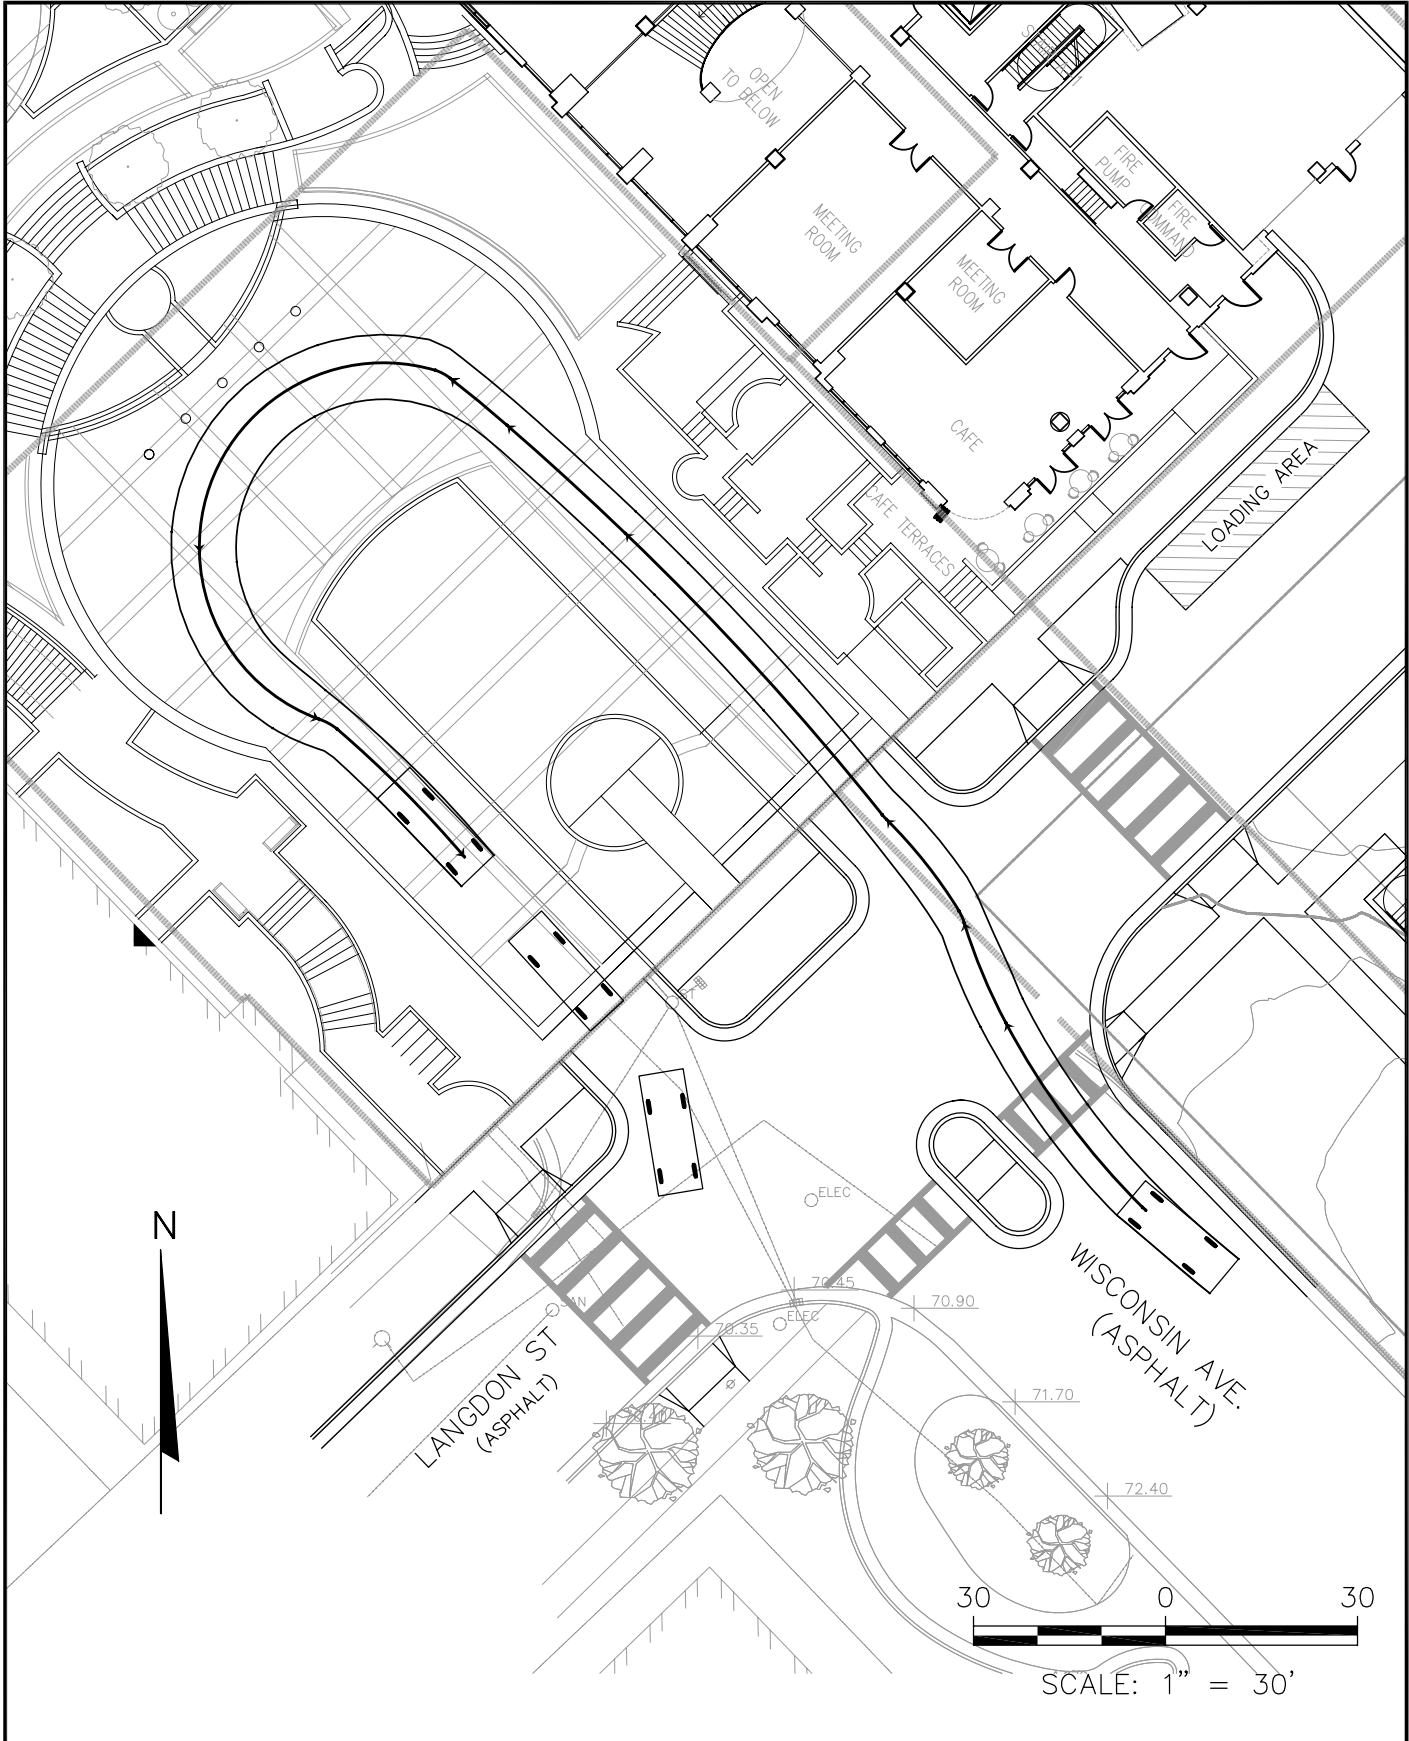 OPEN
TO BELOW
FIRE
PUMP
FIRE
COMMAND
MEETING
ROOM
MEETING
ROOM
CAFE
CAFE TERRACES
LOADING AREA
N
ST
ELEC
SAN
ELEC
70.45
70.90
70.35
71.70
72.40
WISCONSIN AVE.
(ASPHALT)
LANGDON ST
(ASPHALT)
30 0 30
SCALE: 1" = 30'